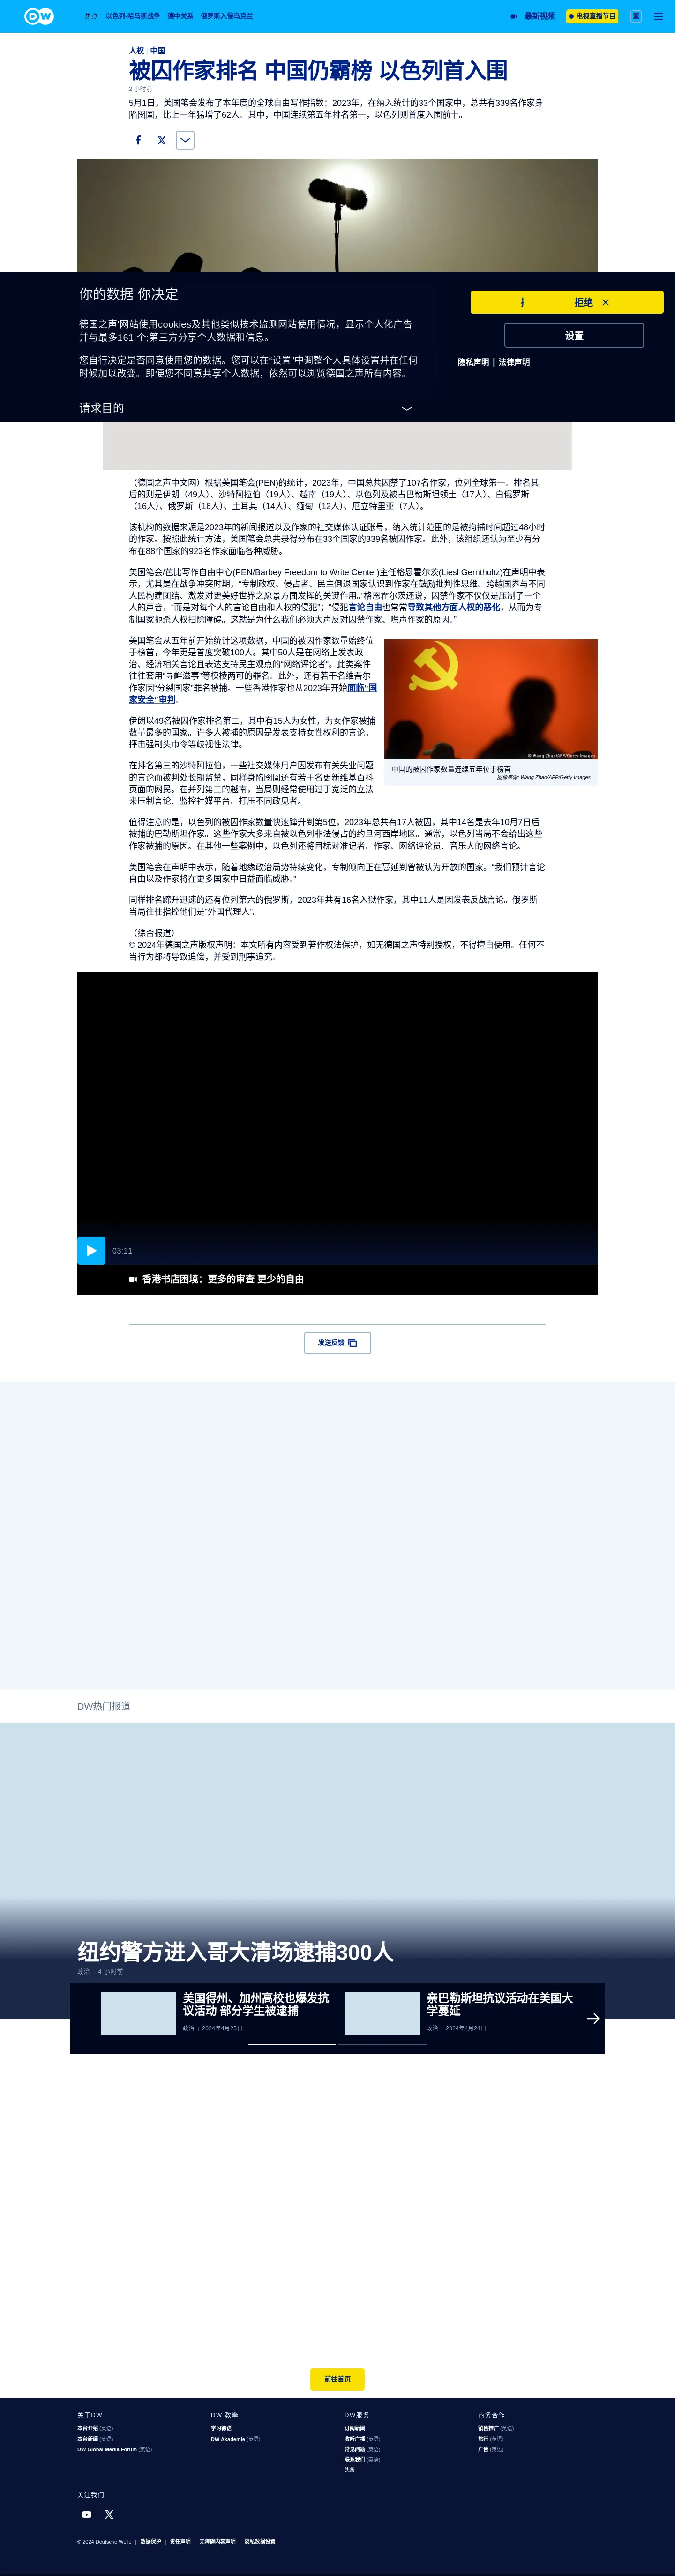 DW
焦点 以色列-哈马斯战争 德中关系 俄罗斯入侵乌克兰
最新视频
电视直播节目
繁
人权 | 中国
被囚作家排名 中国仍霸榜 以色列首入围
2 小时前
5月1日，美国笔会发布了本年度的全球自由写作指数：2023年，在纳入统计的33个国家中，总共有339名作家身
陷囹圄，比上一年猛增了62人。其中，中国连续第五年排名第一，以色列则首度入围前十。
你的数据 你决定
德国之声'网站使用cookies及其他类似技术监测网站使用情况，显示个人化广告
并与最多161 个;第三方分享个人数据和信息。
您自行决定是否同意使用您的数据。您可以在“设置”中调整个人具体设置并在任何
时候加以改变。即便您不同意共享个人数据，依然可以浏览德国之声所有内容。
请求目的
拒绝
设置
隐私声明 | 法律声明
（德国之声中文网）根据美国笔会(PEN)的统计，2023年，中国总共囚禁了107名作家，位列全球第一。排名其
后的则是伊朗（49人）、沙特阿拉伯（19人）、越南（19人）、以色列及被占巴勒斯坦领土（17人）、白俄罗斯
（16人）、俄罗斯（16人）、土耳其（14人）、缅甸（12人）、厄立特里亚（7人）。
该机构的数据来源是2023年的新闻报道以及作家的社交媒体认证账号，纳入统计范围的是被拘捕时间超过48小时
的作家。按照此统计方法，美国笔会总共录得分布在33个国家的339名被囚作家。此外，该组织还认为至少有分
布在88个国家的923名作家面临各种威胁。
美国笔会/芭比写作自由中心(PEN/Barbey Freedom to Write Center)主任格恩霍尔茨(Liesl Gerntholtz)在声明中表
示，尤其是在战争冲突时期，“专制政权、侵占者、民主倒退国家认识到作家在鼓励批判性思维、跨越国界与不同
人民构建团结、激发对更美好世界之愿景方面发挥的关键作用。”格恩霍尔茨还说，囚禁作家不仅仅是压制了一个
人的声音，“而是对每个人的言论自由和人权的侵犯”；“侵犯言论自由也常常导致其他方面人权的恶化，从而为专
制国家扼杀人权扫除障碍。这就是为什么我们必须大声反对囚禁作家、噤声作家的原因。”
美国笔会从五年前开始统计这项数据，中国的被囚作家数量始终位
于榜首，今年更是首度突破100人。其中50人是在网络上发表政
治、经济相关言论且表达支持民主观点的“网络评论者”。此类案件
往往套用“寻衅滋事”等模棱两可的罪名。此外，还有若干名维吾尔
作家因“分裂国家”罪名被捕。一些香港作家也从2023年开始面临“国
家安全”审判。
© Wang Zhao/AFP/Getty Images
中国的被囚作家数量连续五年位于榜首
图像来源: Wang Zhao/AFP/Getty Images
伊朗以49名被囚作家排名第二，其中有15人为女性，为女作家被捕
数量最多的国家。许多人被捕的原因是发表支持女性权利的言论，
抨击强制头巾令等歧视性法律。
在排名第三的沙特阿拉伯，一些社交媒体用户因发布有关失业问题
的言论而被判处长期监禁，同样身陷囹圄还有若干名更新维基百科
页面的网民。在并列第三的越南，当局则经常使用过于宽泛的立法
来压制言论、监控社媒平台、打压不同政见者。
值得注意的是，以色列的被囚作家数量快速蹿升到第5位，2023年总共有17人被囚，其中14名是去年10月7日后
被捕的巴勒斯坦作家。这些作家大多来自被以色列非法侵占的约旦河西岸地区。通常，以色列当局不会给出这些
作家被捕的原因。在其他一些案例中，以色列还将目标对准记者、作家、网络评论员、音乐人的网络言论。
美国笔会在声明中表示，随着地缘政治局势持续变化，专制倾向正在蔓延到曾被认为开放的国家。“我们预计言论
自由以及作家将在更多国家中日益面临威胁。”
同样排名蹿升迅速的还有位列第六的俄罗斯，2023年共有16名入狱作家，其中11人是因发表反战言论。俄罗斯
当局往往指控他们是“外国代理人”。
（综合报道）
© 2024年德国之声版权声明：本文所有内容受到著作权法保护，如无德国之声特别授权，不得擅自使用。任何不
当行为都将导致追偿，并受到刑事追究。
03:11
香港书店困境：更多的审查 更少的自由
发送反馈
DW热门报道
纽约警方进入哥大清场逮捕300人
政治 | 4 小时前
美国得州、加州高校也爆发抗
议活动 部分学生被逮捕
政治 | 2024年4月25日
亲巴勒斯坦抗议活动在美国大
学蔓延
政治 | 2024年4月24日
前往首页
关于DW
本台介绍 (英语)
本台新闻 (英语)
DW Global Media Forum (英语)
DW 教學
学习德语
DW Akademie (英语)
DW服务
订阅新闻
收听广播 (英语)
常见问题 (英语)
联系我们 (英语)
头条
商务合作
销售推广 (英语)
旅行 (英语)
广告 (英语)
关注我们
© 2024 Deutsche Welle | 数据保护 | 责任声明 | 无障碍内容声明 | 隐私数据设置